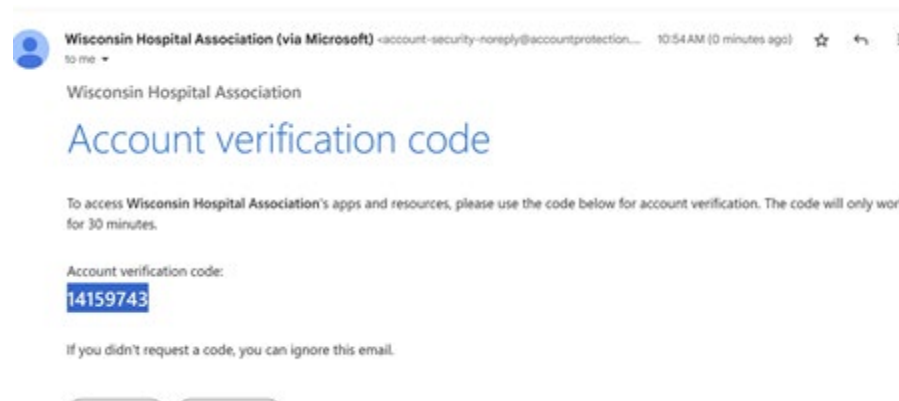 Wisconsin Hospital Association (via Microsoft) <account-security-noreply@accountprotection.... 10:54 AM (0 minutes ago)
to me
Wisconsin Hospital Association
Account verification code
To access Wisconsin Hospital Association's apps and resources, please use the code below for account verification. The code will only wor
for 30 minutes.
Account verification code:
14159743
If you didn't request a code, you can ignore this email.